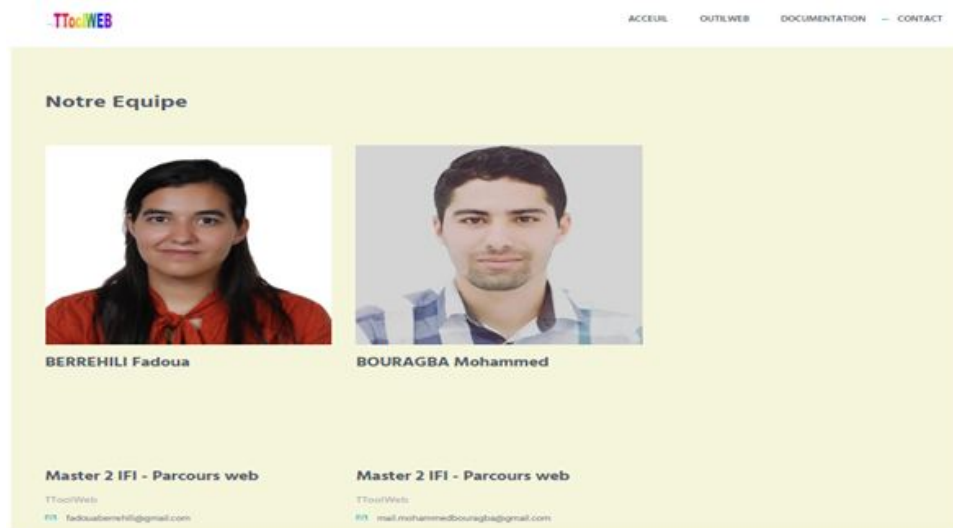 TToolWEB
ACCEUIL OUTILWEB DOCUMENTATION CONTACT
Notre Equipe
BERREHILI Fadoua
BOURAGBA Mohammed
Master 2 IFI - Parcours web
TToolWeb
fadouaberrehili@gmail.com
Master 2 IFI - Parcours web
TToolWeb
mail.mohammedbouragba@gmail.com